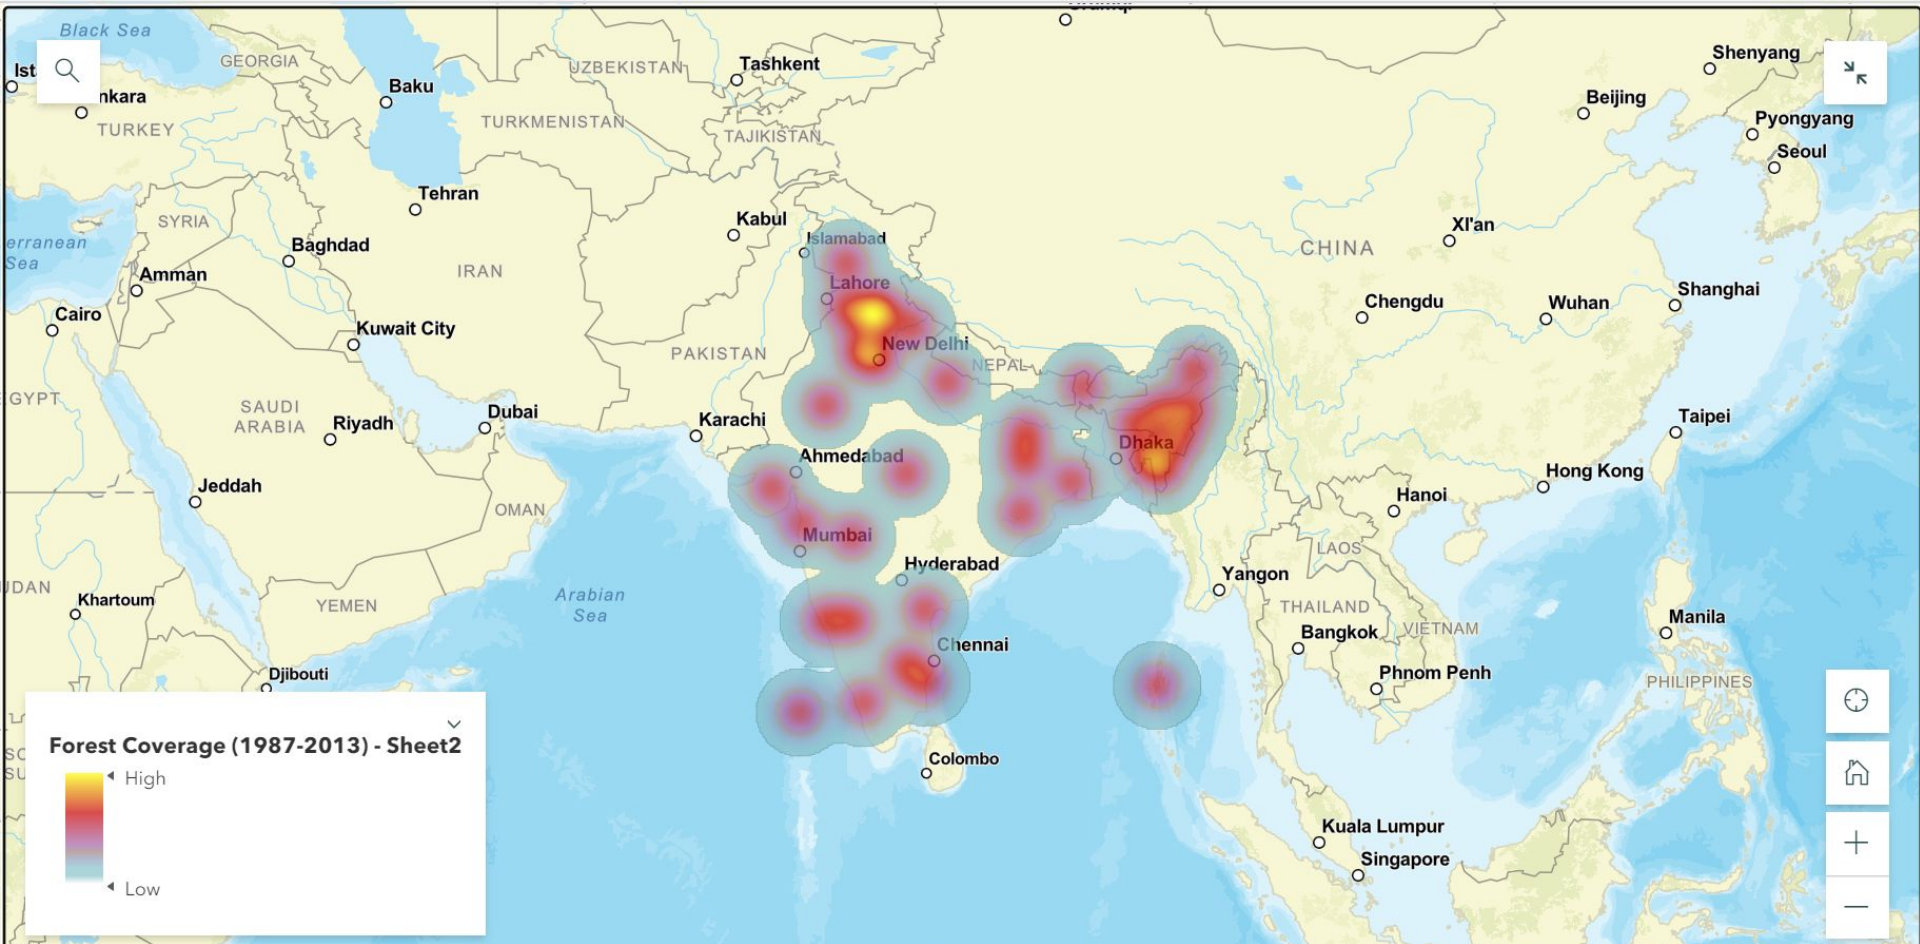 Black Sea
GEORGIA
Baku
UZBEKISTAN
Tashkent
Shenyang
Beijing
Pyongyang
Seoul
TURKEY
TURKMENISTAN
TAJIKISTAN
Tehran
SYRIA
Baghdad
Kabul
Islamabad
XI'an
CHINA
Sea
Amman
IRAN
Lahore
Shanghai
Chengdu
Wuhan
Cairo
Kuwait City
New Delhi
PAKISTAN
NEPAL
SAUDI
ARABIA
Riyadh
Dubai
Karachi
Taipei
Dhaka
Ahmedabad
Hong Kong
Jeddah
Hanoi
OMAN
Mumbai
LAOS
Hyderabad
Yangon
Khartoum
YEMEN
Arabian
Sea
THAILAND
Manila
Bangkok
VIETNAM
Chennai
Djibouti
Phnom Penh
PHILIPPINES
Forest Coverage (1987-2013) - Sheet2
High
Low
Colombo
Kuala Lumpur
Singapore